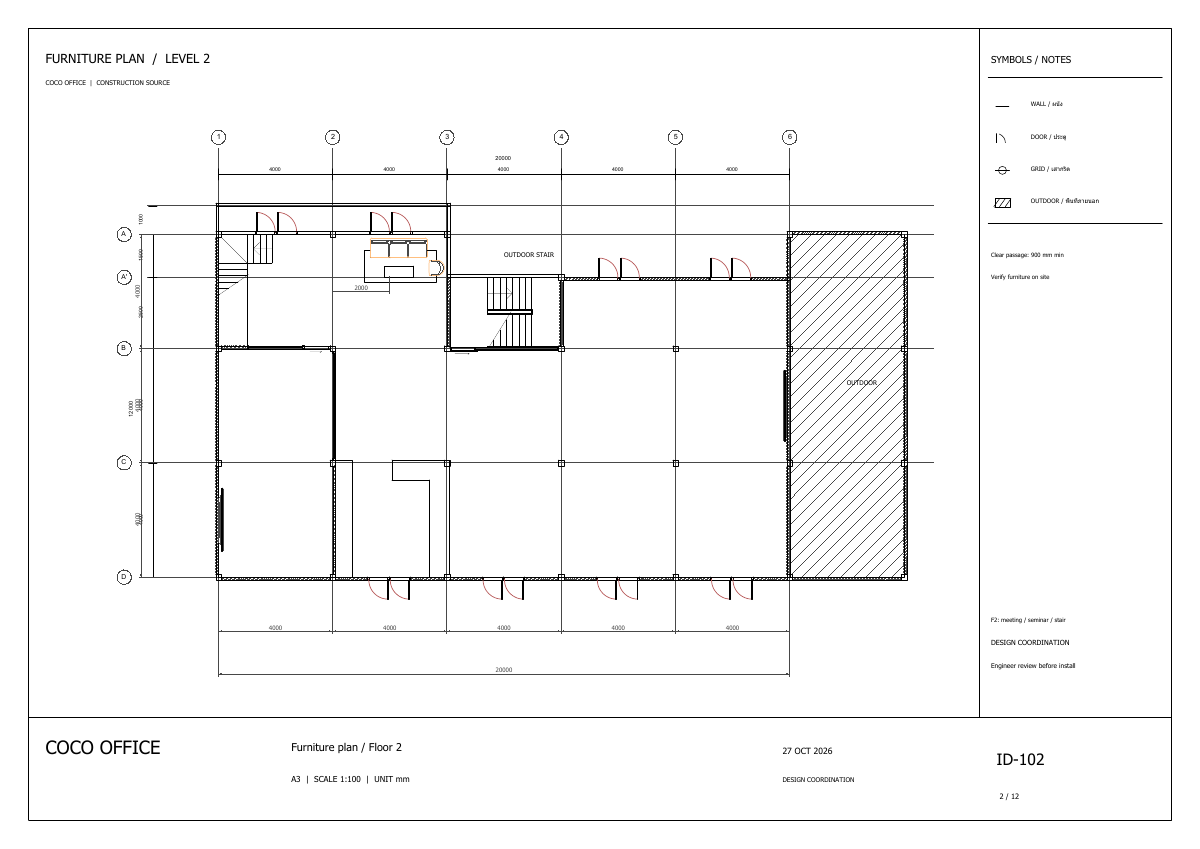 FURNITURE PLAN / LEVEL 2
COCO OFFICE | CONSTRUCTION SOURCE
SYMBOLS / NOTES
WALL / ผนัง
DOOR / ประตู
GRID / เสากริด
OUTDOOR / พื้นที่ภายนอก
Clear passage: 900 mm min
Verify furniture on site
1
2
3
4
5
6
20000
4000
4000
4000
4000
4000
1000
A
A'
4000
B
12000
C
D
OUTDOOR STAIR
2000
OUTDOOR
4000
4000
4000
4000
4000
20000
F2: meeting / seminar / stair
DESIGN COORDINATION
Engineer review before install
COCO OFFICE
Furniture plan / Floor 2
A3 | SCALE 1:100 | UNIT mm
27 OCT 2026
DESIGN COORDINATION
ID-102
2 / 12